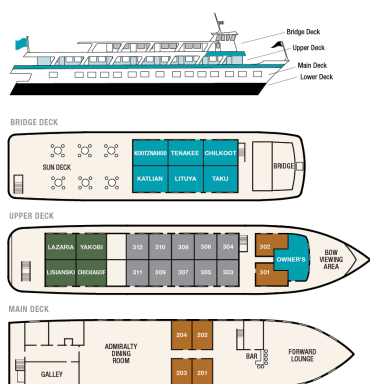 Bridge Deck
Upper Deck
Main Deck
Lower Deck
BRIDGE DECK
SUN DECK
KOOTZNAHOO TENAKEE CHILKOOT
KATLIAN LITUYA TAKU
BRIDGE
UPPER DECK
LAZARIA YAKOBI 312 310 308 306 304 302
OWNER'S
BOW
VIEWING
AREA
LISIANSKI CHICHAGOF 311 309 307 305 303 301
MAIN DECK
204 202
ADMIRALTY
DINING
ROOM
BAR
FORWARD
LOUNGE
GALLEY
203 201